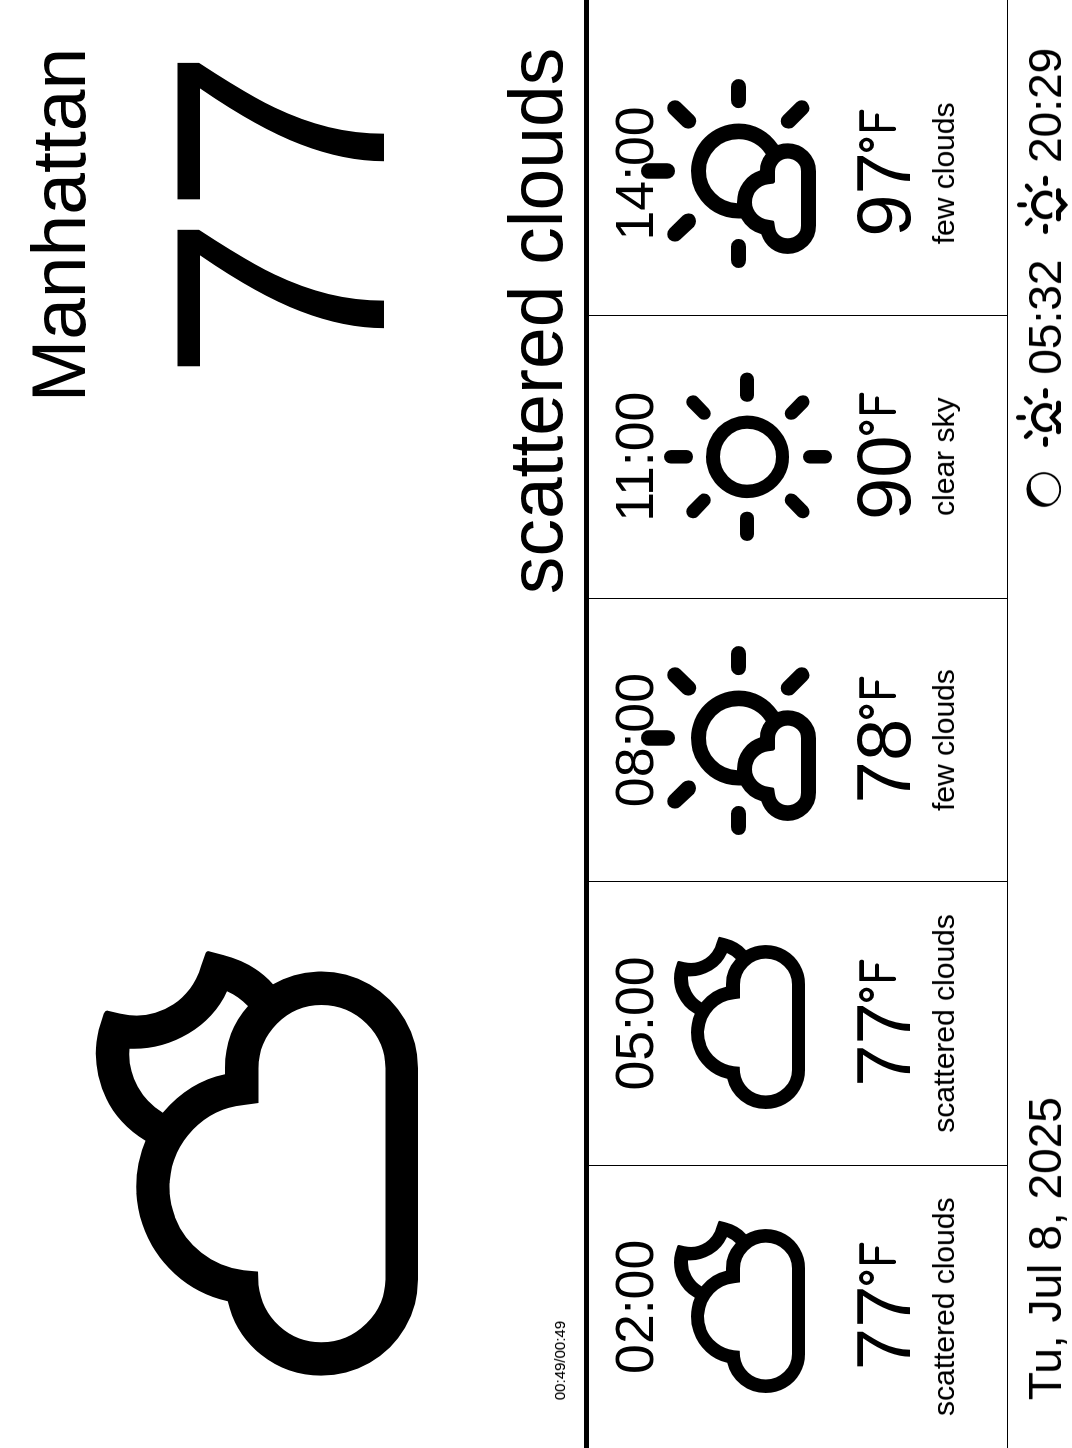 Manhattan
77
scattered clouds
00:49/00:49
02:00
77°F
scattered clouds
05:00
77°F
scattered clouds
08:00
78°F
few clouds
11:00
90°F
clear sky
14:00
97°F
few clouds
Tu, Jul 8, 2025
05:32
20:29